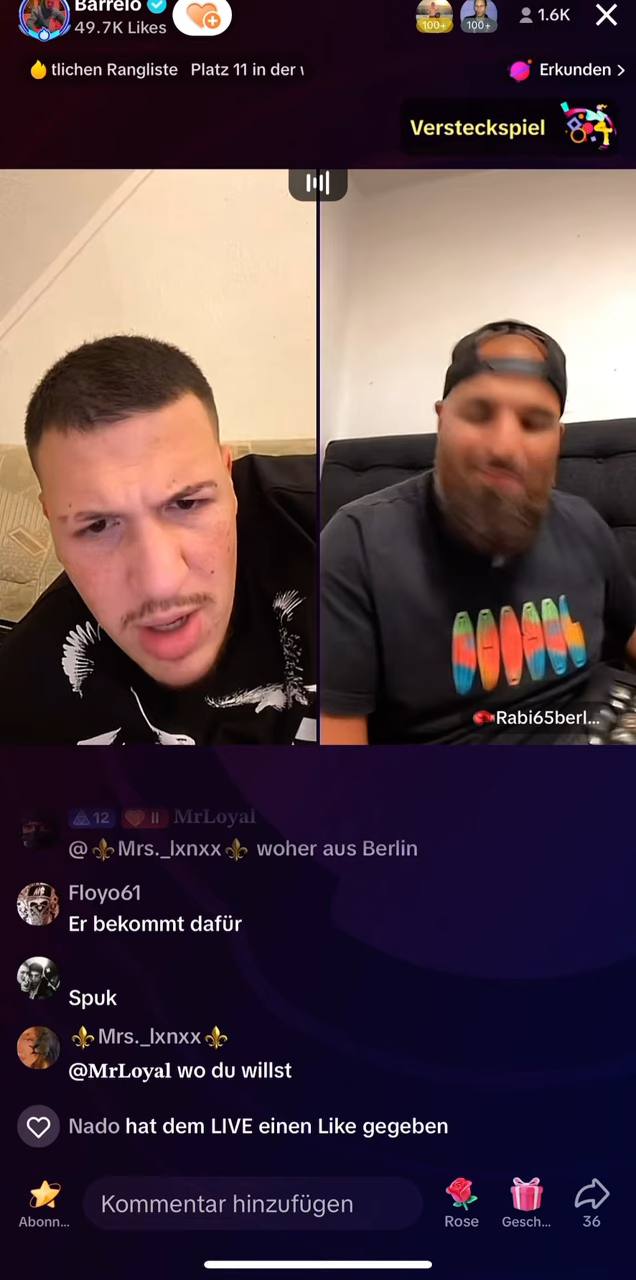 Barrelo
49.7K Likes
100+
100+
1.6K
tlichen Rangliste Platz 11 in der
Erkunden
Versteckspiel
Rabi65berl...
12 II MrLoyal
@⚜Mrs._lxnxx⚜ woher aus Berlin
Floyo61
Er bekommt dafür
Spuk
⚜Mrs._lxnxx⚜
@MrLoyal wo du willst
Nado hat dem LIVE einen Like gegeben
Abonn...
Kommentar hinzufügen
Rose
Gesch...
36